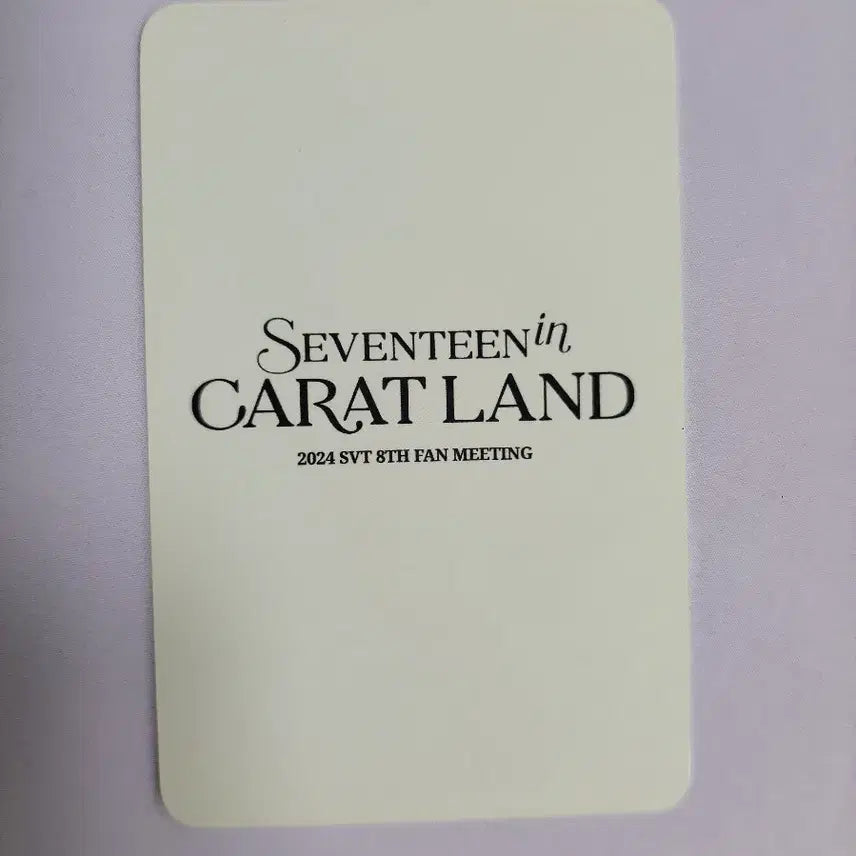 SEVENTEEN in
CARAT LAND
2024 SVT 8TH FAN MEETING